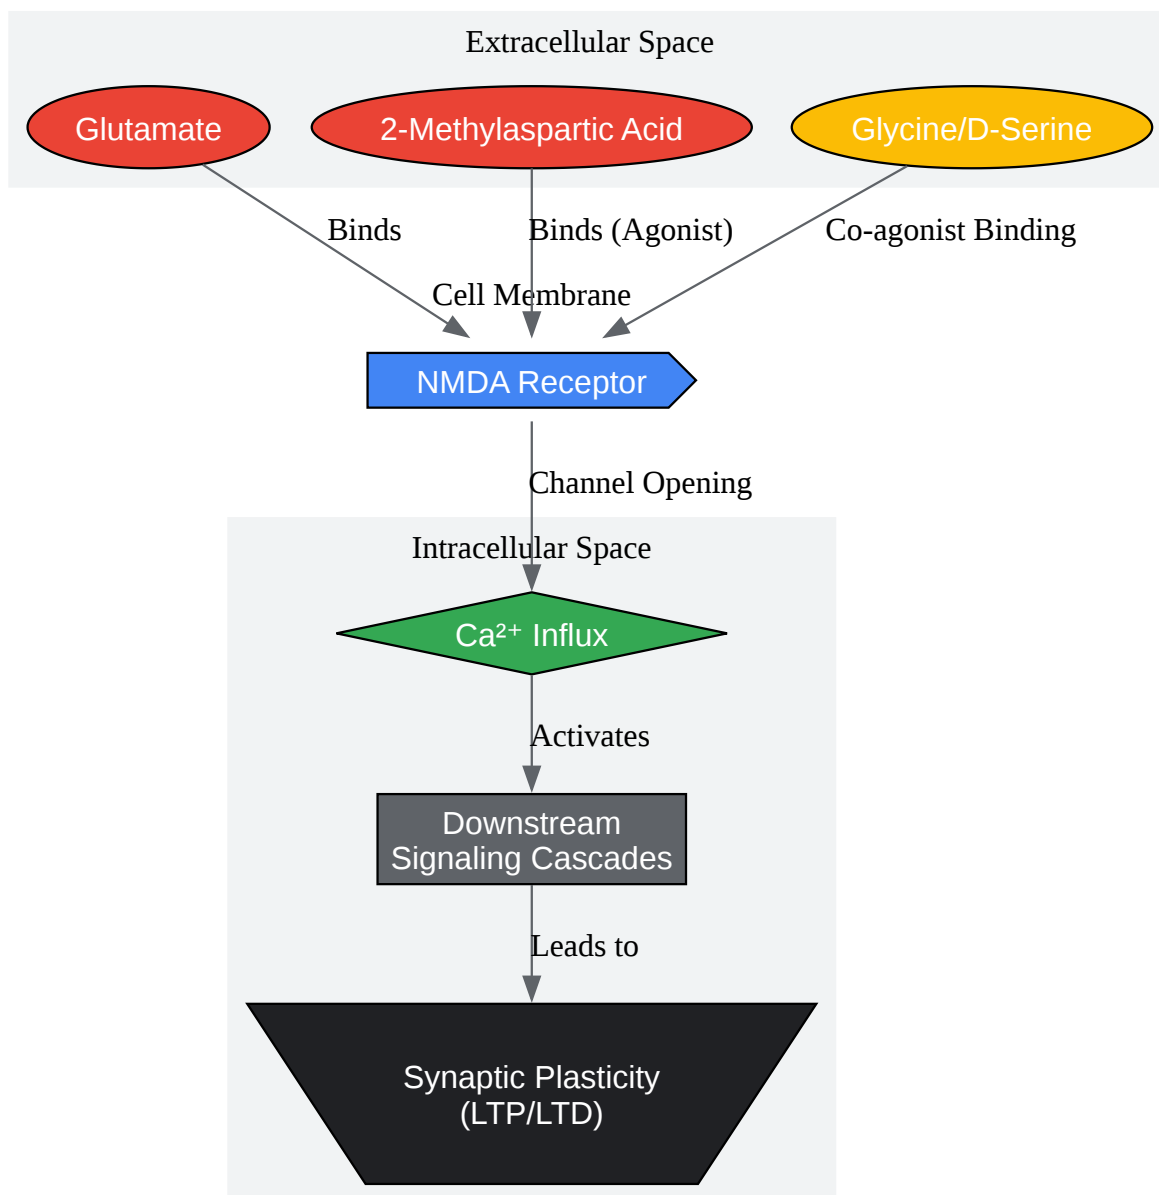 Extracellular Space
Glutamate
2-Methylaspartic Acid
Glycine/D-Serine
Binds
Binds (Agonist)
Co-agonist Binding
Cell Membrane
NMDA Receptor
Channel Opening
Intracellular Space
Ca²⁺ Influx
Activates
Downstream
Signaling Cascades
Leads to
Synaptic Plasticity
(LTP/LTD)